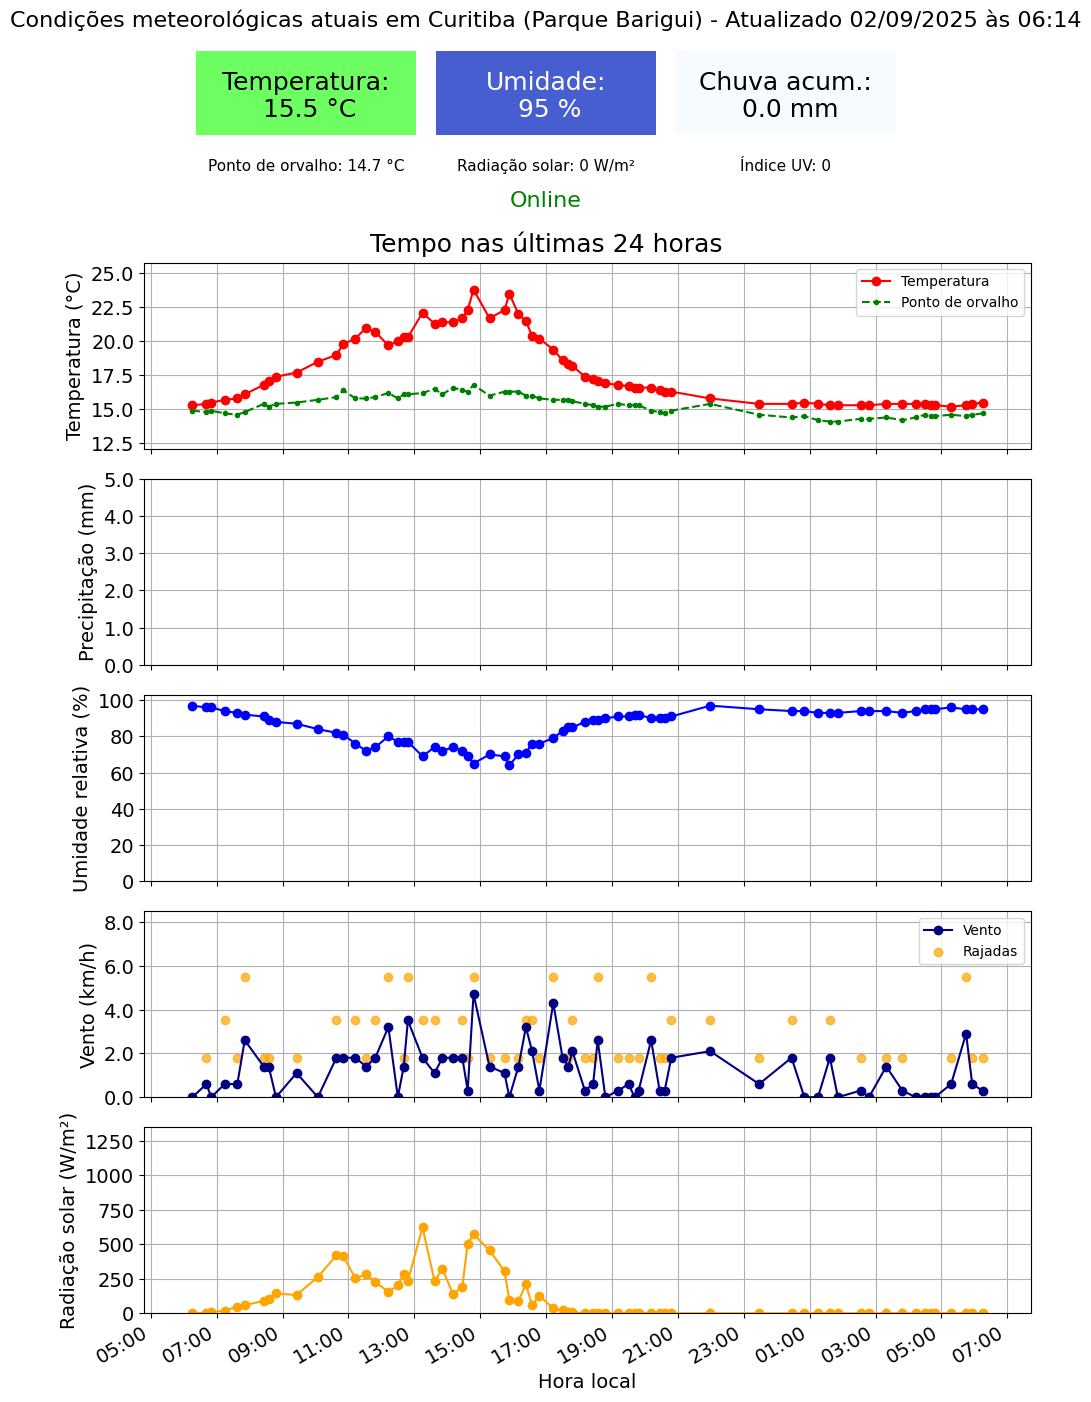 Condições meteorológicas atuais em Curitiba (Parque Barigui) - Atualizado 02/09/2025 às 06:14
Temperatura:
15.5 °C
Umidade:
95 %
Chuva acum.:
0.0 mm
Ponto de orvalho: 14.7 °C
Radiação solar: 0 W/m²
Índice UV: 0
Online
Tempo nas últimas 24 horas
Temperatura (°C)
25.0
22.5
20.0
17.5
15.0
12.5
Temperatura
Ponto de orvalho
Precipitação (mm)
5.0
4.0
3.0
2.0
1.0
0.0
Umidade relativa (%)
100
80
60
40
20
0
Vento (km/h)
8.0
6.0
4.0
2.0
0.0
Vento
Rajadas
Radiação solar (W/m²)
1250
1000
750
500
250
0
05:00
07:00
09:00
11:00
13:00
15:00
17:00
19:00
21:00
23:00
01:00
03:00
05:00
07:00
Hora local